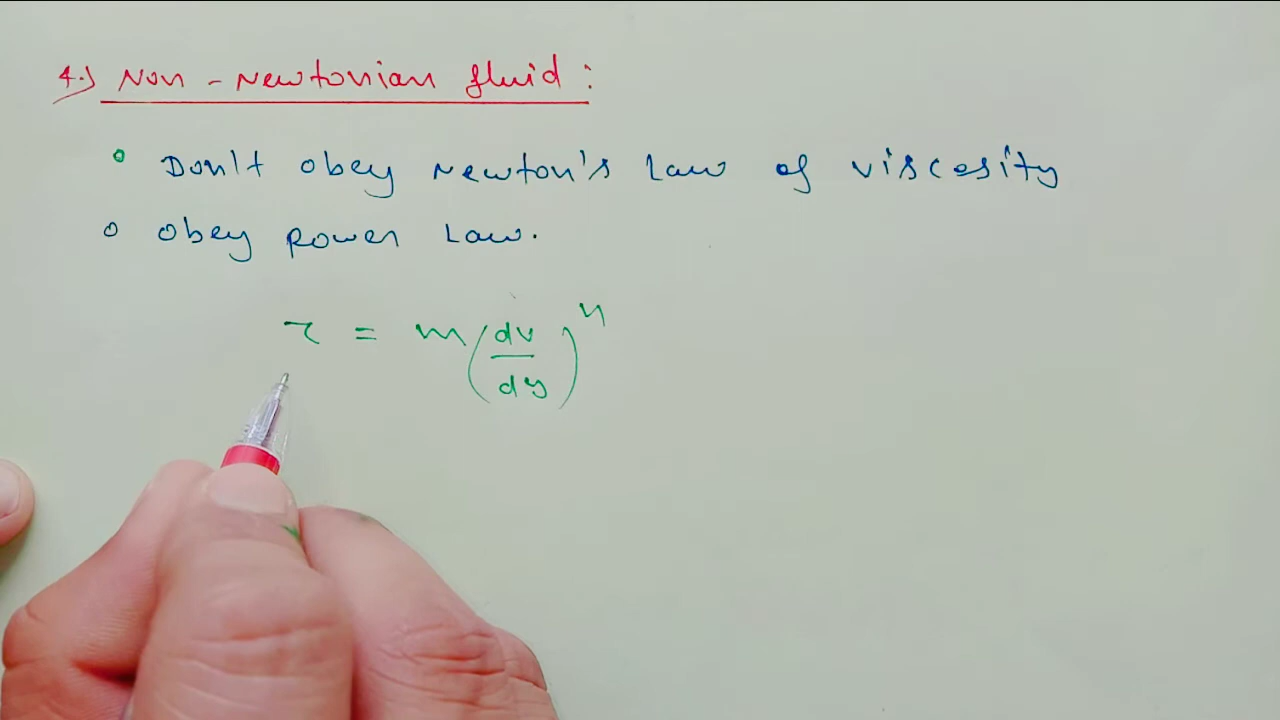 4.) Non - Newtonian fluid :
• Don't obey Newton's Law of viscosity
• obey power Law.
τ = m (dv/dy)^n